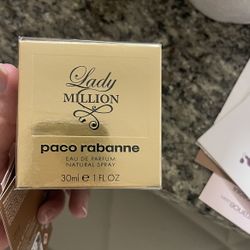 Lady
MILLION
paco rabanne
EAU DE PARFUM
NATURAL SPRAY
30ml e 1 FL OZ